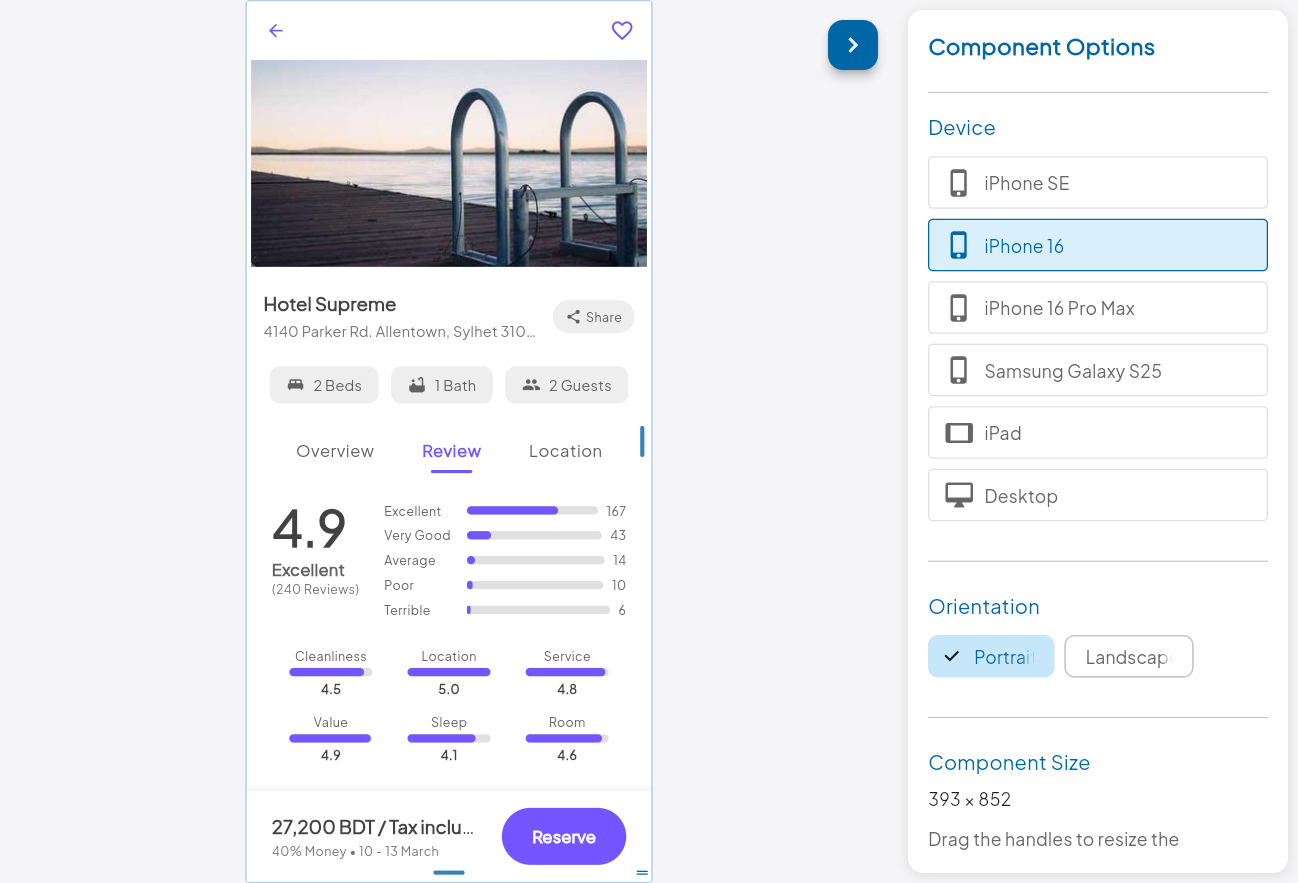 Hotel Supreme
4140 Parker Rd. Allentown, Sylhet 310...
Share
2 Beds
1 Bath
2 Guests
Overview
Review
Location
4.9
Excellent
(240 Reviews)
Excellent 167
Very Good 43
Average 14
Poor 10
Terrible 6
Cleanliness
4.5
Location
5.0
Service
4.8
Value
4.9
Sleep
4.1
Room
4.6
27,200 BDT / Tax inclu...
40% Money • 10 - 13 March
Reserve
Component Options
Device
iPhone SE
iPhone 16
iPhone 16 Pro Max
Samsung Galaxy S25
iPad
Desktop
Orientation
Portrait
Landscap
Component Size
393 × 852
Drag the handles to resize the